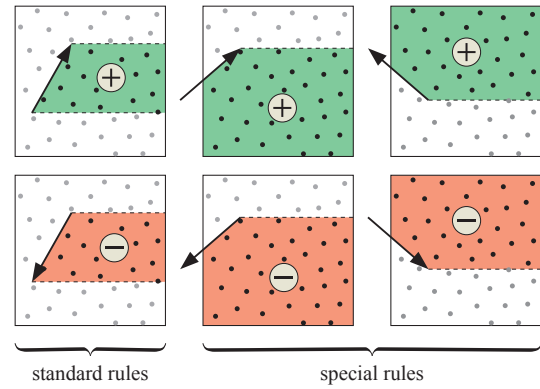 + + +
− − −
standard rules special rules